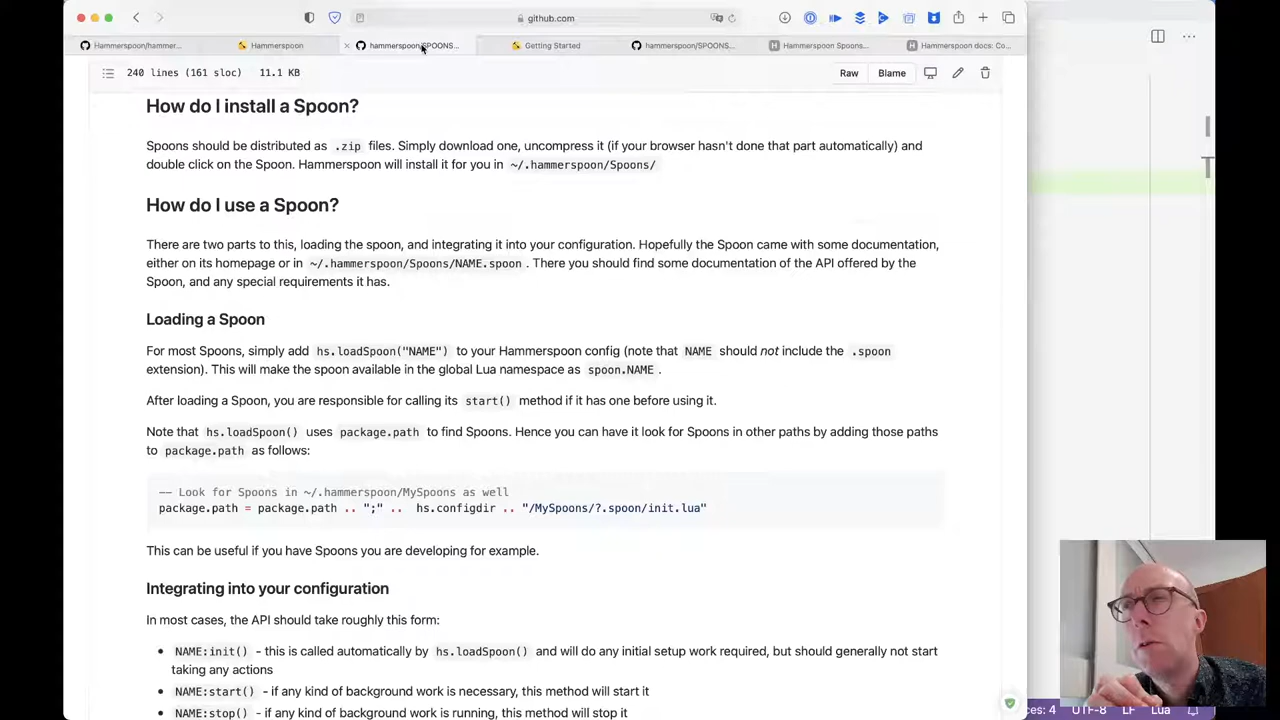 github.com
Hammerspoon/hammer...
Hammerspoon
hammerspoon/SPOONS...
Getting Started
hammerspoon/SPOONS...
Hammerspoon Spoons...
Hammerspoon docs: Co...
240 lines (161 sloc) 11.1 KB
Raw
Blame
How do I install a Spoon?
Spoons should be distributed as .zip files. Simply download one, uncompress it (if your browser hasn't done that part automatically) and
double click on the Spoon. Hammerspoon will install it for you in ~/.hammerspoon/Spoons/
How do I use a Spoon?
There are two parts to this, loading the spoon, and integrating it into your configuration. Hopefully the Spoon came with some documentation,
either on its homepage or in ~/.hammerspoon/Spoons/NAME.spoon . There you should find some documentation of the API offered by the
Spoon, and any special requirements it has.
Loading a Spoon
For most Spoons, simply add hs.loadSpoon("NAME") to your Hammerspoon config (note that NAME should not include the .spoon
extension). This will make the spoon available in the global Lua namespace as spoon.NAME .
After loading a Spoon, you are responsible for calling its start() method if it has one before using it.
Note that hs.loadSpoon() uses package.path to find Spoons. Hence you can have it look for Spoons in other paths by adding those paths
to package.path as follows:
-- Look for Spoons in ~/.hammerspoon/MySpoons as well
package.path = package.path .. ";" .. hs.configdir .. "/MySpoons/?.spoon/init.lua"
This can be useful if you have Spoons you are developing for example.
Integrating into your configuration
In most cases, the API should take roughly this form:
• NAME:init() - this is called automatically by hs.loadSpoon() and will do any initial setup work required, but should generally not start
taking any actions
• NAME:start() - if any kind of background work is necessary, this method will start it
• NAME:stop() - if any kind of background work is running, this method will stop it
ces: 4 UTF-8 LF Lua